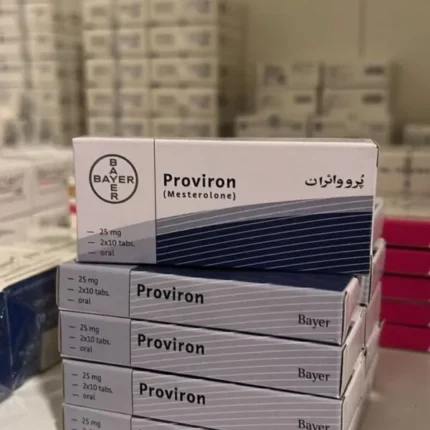 BAYER
BAYER
Proviron
(Mesterolone)
– 25 mg
– 2x10 tabs.
– oral
– 25 mg
– 2x10 tabs.
– oral
Proviron
Bayer
– 25 mg
– 2x10 tabs.
– oral
Proviron
Bayer
– 25 mg
– 2x10 tabs.
– oral
Proviron
Bayer
– 25 mg
Proviron